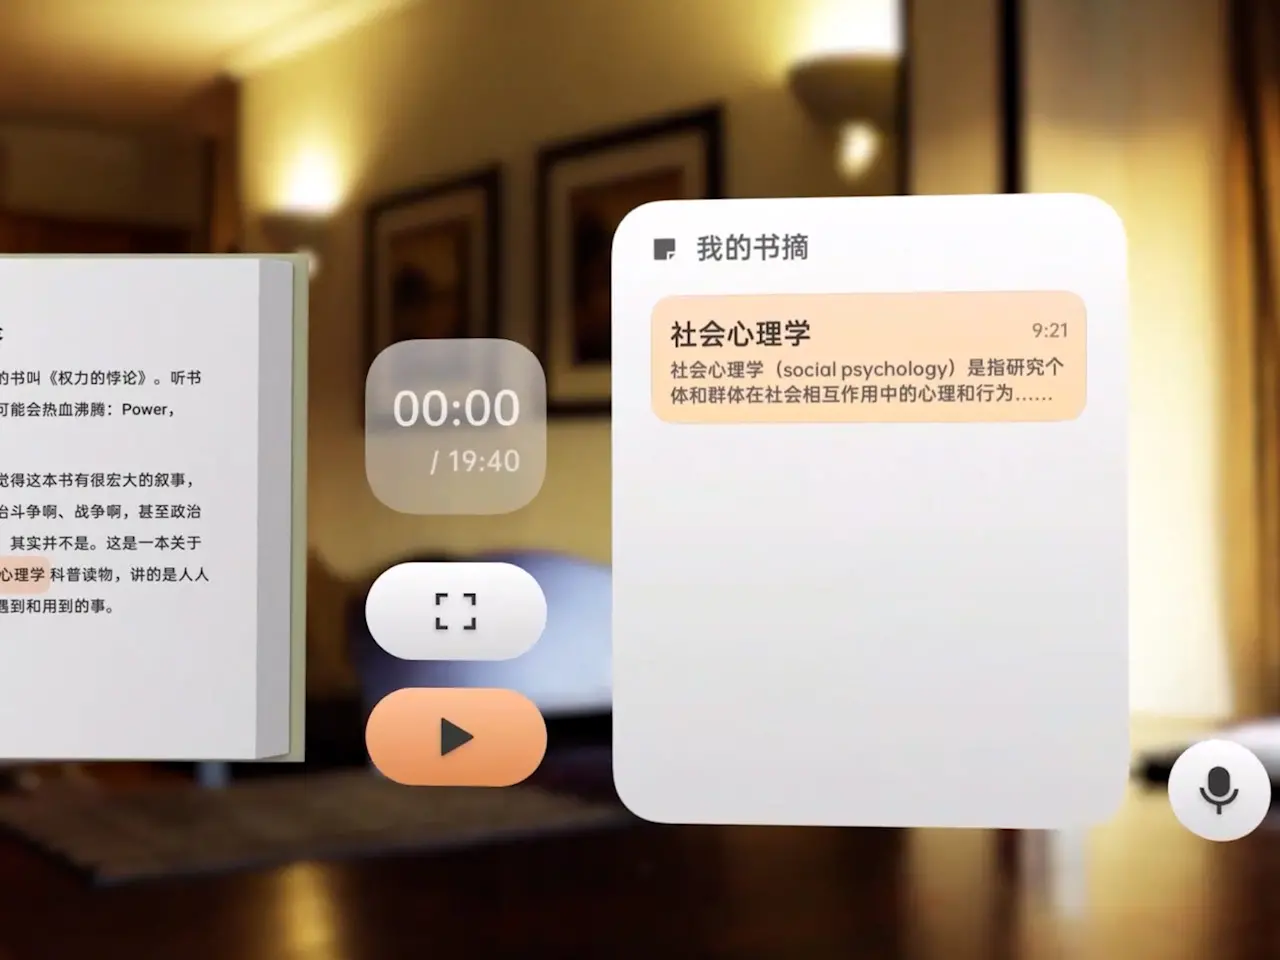 的书叫《权力的悖论》。听书
可能会热血沸腾：Power，
觉得这本书有很宏大的叙事，
治斗争啊、战争啊，甚至政治
其实并不是。这是一本关于
心理学科普读物，讲的是人人
遇到和用到的事。
00:00
/ 19:40
我的书摘
社会心理学
9:21
社会心理学（social psychology）是指研究个
体和群体在社会相互作用中的心理和行为……